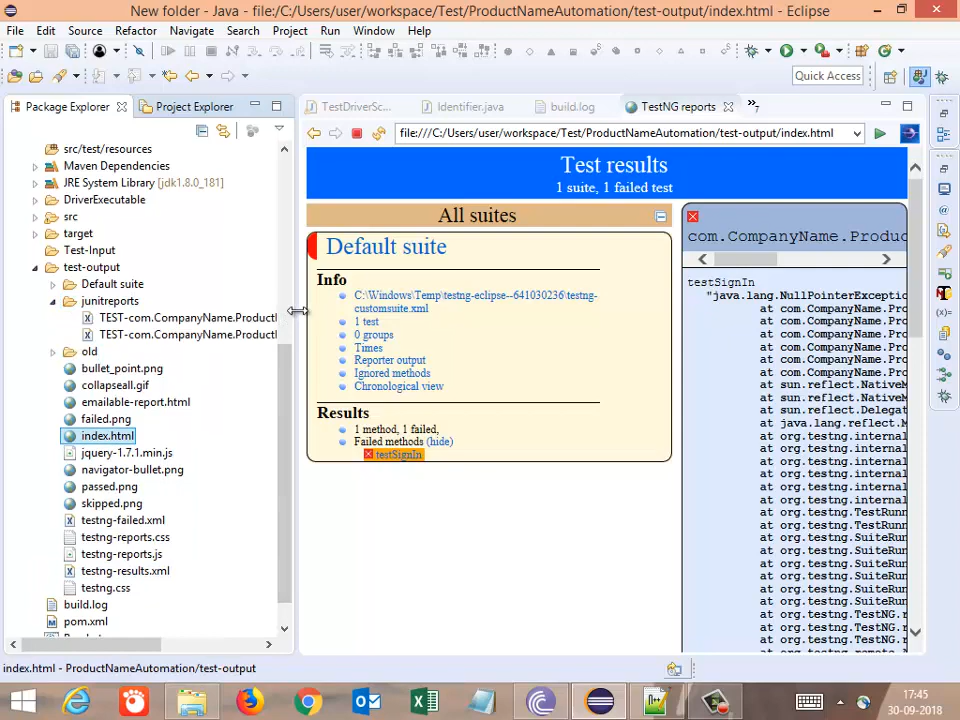 New folder - Java - file:/C:/Users/user/workspace/Test/ProductNameAutomation/test-output/index.html - Eclipse
File Edit Source Refactor Navigate Search Project Run Window Help
Quick Access
Package Explorer
Project Explorer
src/test/resources
Maven Dependencies
JRE System Library [jdk1.8.0_181]
DriverExecutable
src
target
Test-Input
test-output
Default suite
junitreports
TEST-com.CompanyName.Product
TEST-com.CompanyName.Product
old
bullet_point.png
collapseall.gif
emailable-report.html
failed.png
index.html
jquery-1.7.1.min.js
navigator-bullet.png
passed.png
skipped.png
testng-failed.xml
testng-reports.css
testng-reports.js
testng-results.xml
testng.css
build.log
pom.xml
TestDriverSc...
Identifier.java
build.log
TestNG reports
»7
file:///C:/Users/user/workspace/Test/ProductNameAutomation/test-output/index.html
Test results
1 suite, 1 failed test
All suites
Default suite
Info
C:\Windows\Temp\testng-eclipse--641030236\testng-
customsuite.xml
1 test
0 groups
Times
Reporter output
Ignored methods
Chronological view
Results
1 method, 1 failed,
Failed methods (hide)
testSignIn
com.CompanyName.Produc
testSignIn
"java.lang.NullPointerExceptio
at com.CompanyName.Pro
at com.CompanyName.Pro
at com.CompanyName.Pro
at com.CompanyName.Pro
at com.CompanyName.Pro
at com.CompanyName.Pro
at sun.reflect.NativeM
at sun.reflect.NativeM
at sun.reflect.Delegat
at java.lang.reflect.M
at org.testng.internal
at org.testng.internal
at org.testng.internal
at org.testng.internal
at org.testng.internal
at org.testng.internal
at org.testng.TestRunn
at org.testng.TestRunn
at org.testng.SuiteRun
at org.testng.SuiteRun
at org.testng.SuiteRun
at org.testng.SuiteRun
at org.testng.SuiteRun
at org.testng.SuiteRun
at org.testng.TestNG.r
at org.testng.TestNG.r
at org.testng.TestNG.r
index.html - ProductNameAutomation/test-output
17:45
30-09-2018